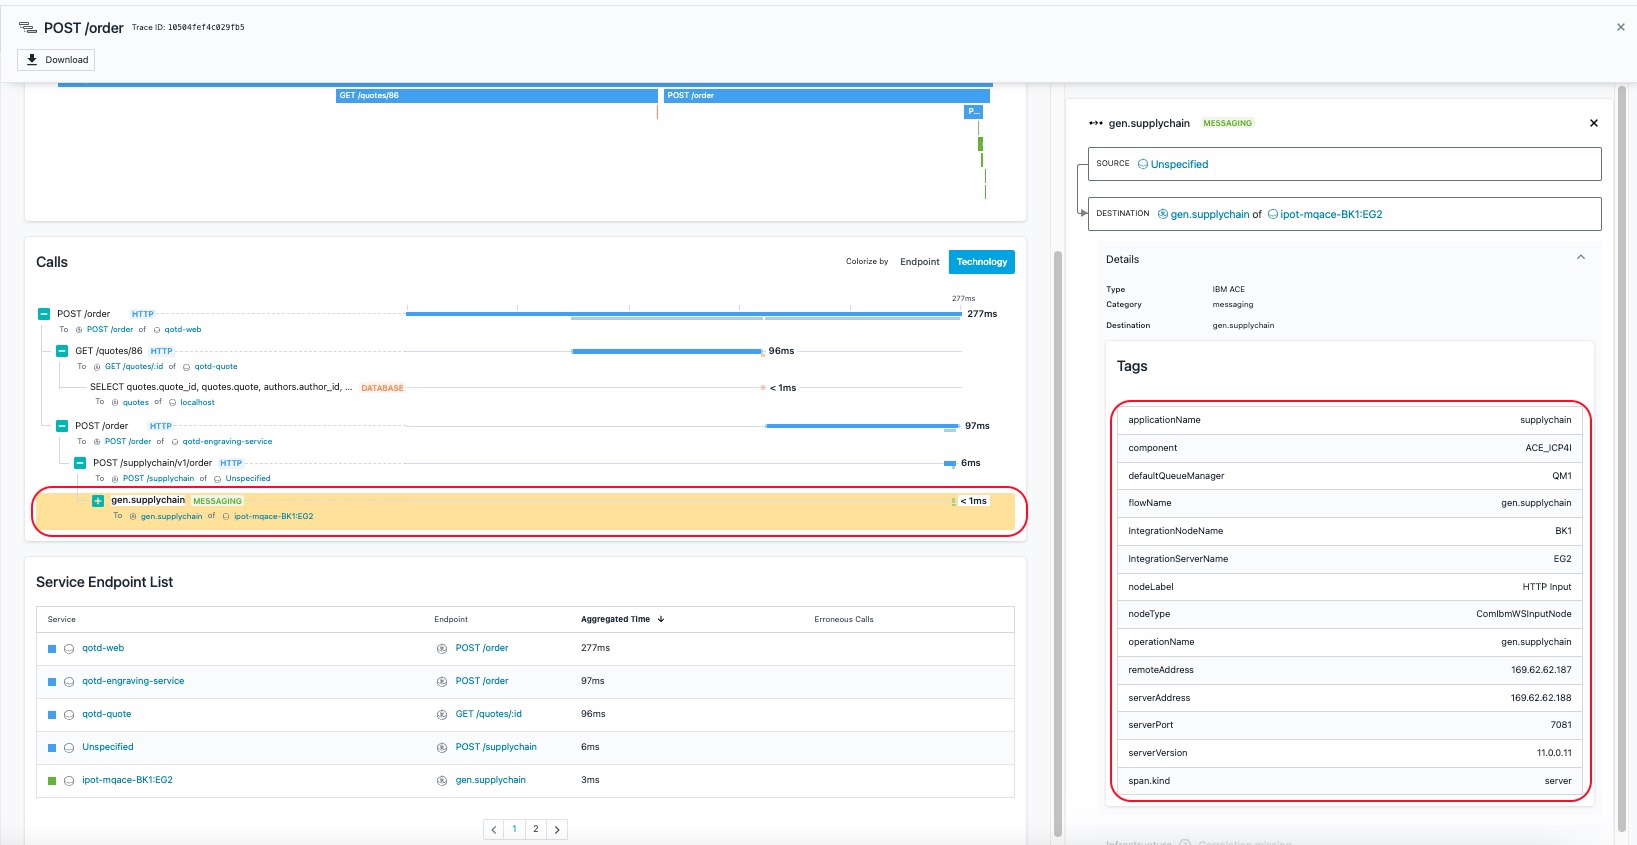 POST /order Trace ID: 10504fef4c029fb5
Download
GET /quotes/86 POST /order
P...
Calls
Colorize by Endpoint Technology
277ms
POST /order HTTP 277ms
To POST /order of qotd-web
GET /quotes/86 HTTP 96ms
To GET /quotes/:id of qotd-quote
SELECT quotes.quote_id, quotes.quote, authors.author_id, ... DATABASE < 1ms
To quotes of localhost
POST /order HTTP 97ms
To POST /order of qotd-engraving-service
POST /supplychain/v1/order HTTP 6ms
To POST /supplychain of Unspecified
gen.supplychain MESSAGING < 1ms
To gen.supplychain of ipot-mqace-BK1:EG2
Service Endpoint List
Service Endpoint Aggregated Time Erroneous Calls
qotd-web POST /order 277ms
qotd-engraving-service POST /order 97ms
qotd-quote GET /quotes/:id 96ms
Unspecified POST /supplychain 6ms
ipot-mqace-BK1:EG2 gen.supplychain 3ms
1 2
gen.supplychain MESSAGING
SOURCE Unspecified
DESTINATION gen.supplychain of ipot-mqace-BK1:EG2
Details
Type IBM ACE
Category messaging
Destination gen.supplychain
Tags
applicationName supplychain
component ACE_ICP4I
defaultQueueManager QM1
flowName gen.supplychain
IntegrationNodeName BK1
IntegrationServerName EG2
nodeLabel HTTP Input
nodeType ComIbmWSInputNode
operationName gen.supplychain
remoteAddress 169.62.62.187
serverAddress 169.62.62.188
serverPort 7081
serverVersion 11.0.0.11
span.kind server
Infrastructure Correlation missing